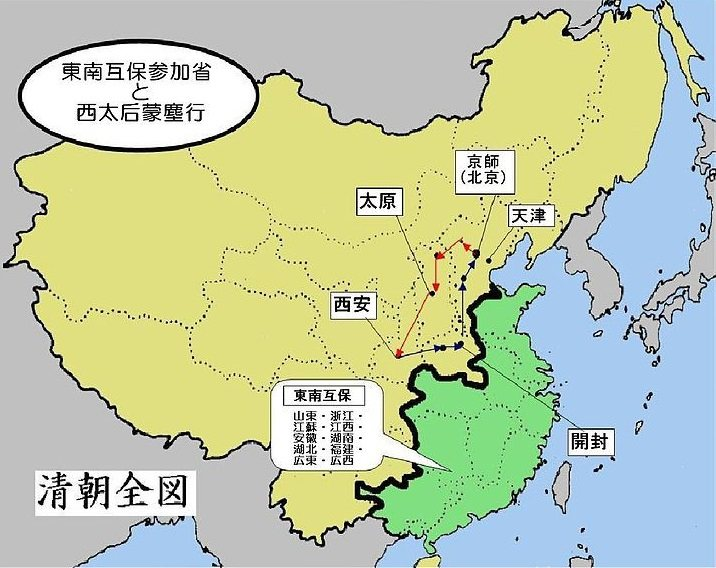 東南互保参加省
と
西太后蒙塵行
京師
（北京）
太原
天津
西安
東南互保
山東・浙江・
江蘇・江西・
安徽・湖南・
湖北・福建・
広東・広西
開封
清朝全図